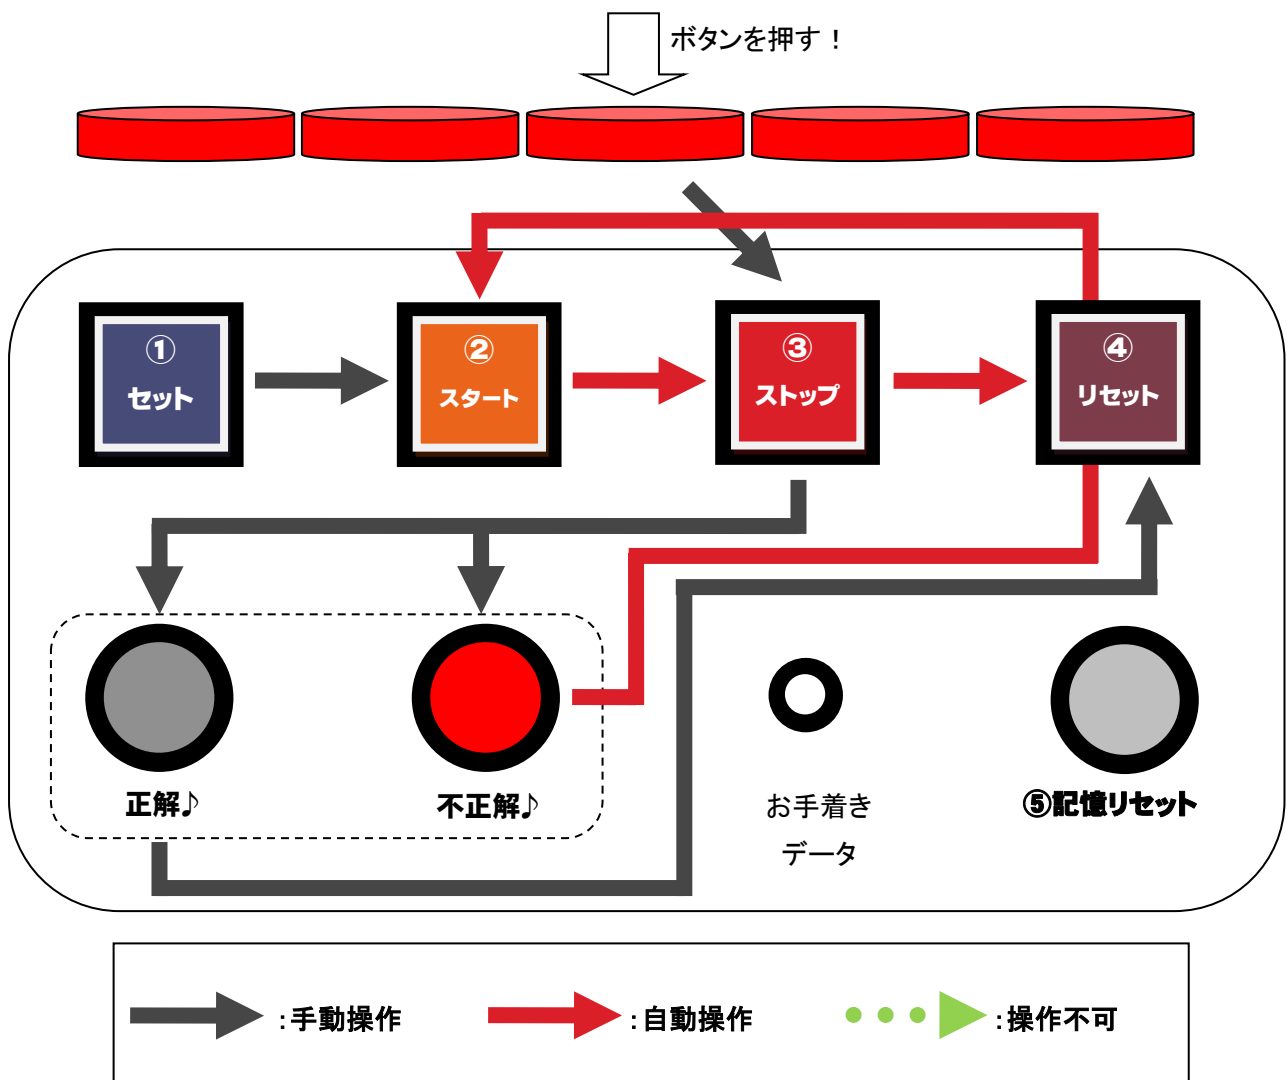 ボタンを押す！
①
セット
②
スタート
③
ストップ
④
リセット
正解♪
不正解♪
お手着き
データ
⑤記憶リセット
:手動操作
:自動操作
:操作不可